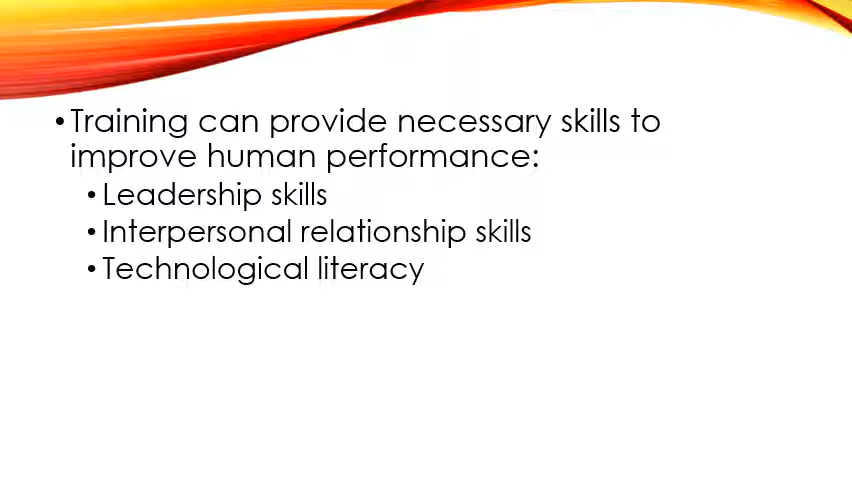 • Training can provide necessary skills to
improve human performance:
• Leadership skills
• Interpersonal relationship skills
• Technological literacy